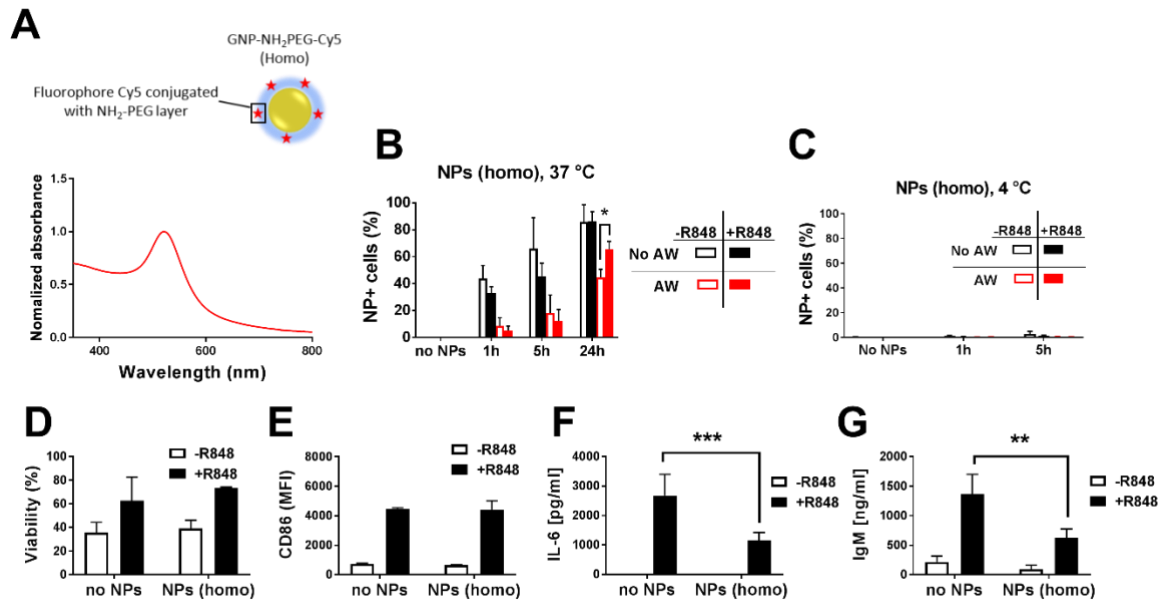 A
GNP-NH₂PEG-Cy5
(Homo)
Fluorophore Cy5 conjugated
with NH₂-PEG layer
Nomalized absorbance
1.5
1.0
0.5
0.0
400
600
800
Wavelength (nm)
B
NPs (homo), 37 °C
NP+ cells (%)
100
80
60
40
20
0
*
no NPs
1h
5h
24h
-R848
+R848
No AW
AW
C
NPs (homo), 4 °C
NP+ cells (%)
100
80
60
40
20
0
-R848
+R848
No AW
AW
No NPs
1h
5h
D
Viability (%)
100
80
60
40
20
0
-R848
+R848
no NPs
NPs (homo)
E
CD86 (MFI)
8000
6000
4000
2000
0
-R848
+R848
no NPs
NPs (homo)
F
IL-6 [pg/ml]
4000
3000
2000
1000
0
***
-R848
+R848
no NPs
NPs (homo)
G
IgM [ng/ml]
2000
1500
1000
500
0
**
-R848
+R848
no NPs
NPs (homo)